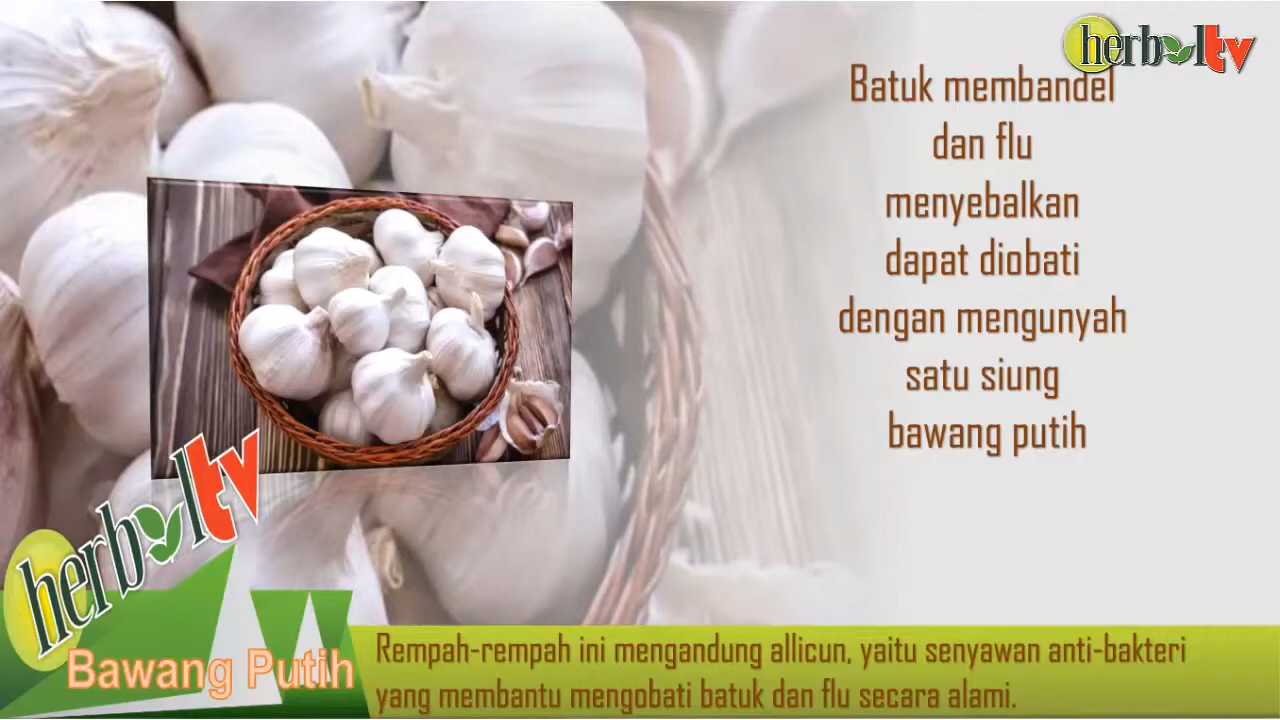 herbaltv
Batuk membandel
dan flu
menyebalkan
dapat diobati
dengan mengunyah
satu siung
bawang putih
herbaltv
Bawang Putih
Rempah-rempah ini mengandung allicun, yaitu senyawan anti-bakteri
yang membantu mengobati batuk dan flu secara alami.